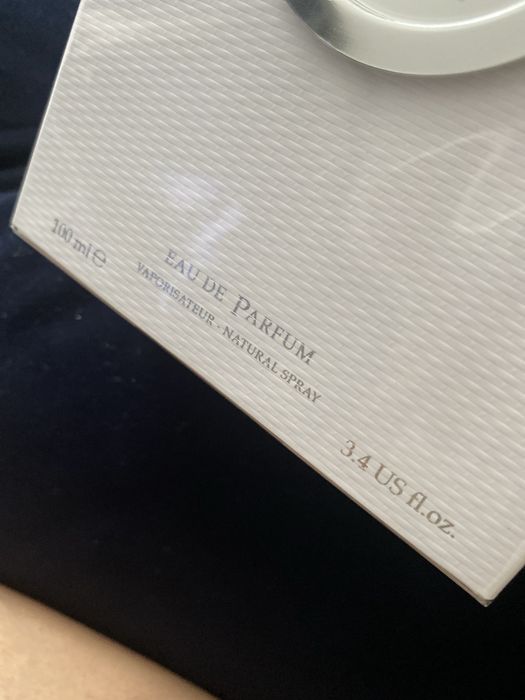 100 ml ℮
EAU DE PARFUM
VAPORISATEUR - NATURAL SPRAY
3.4 US fl.oz.